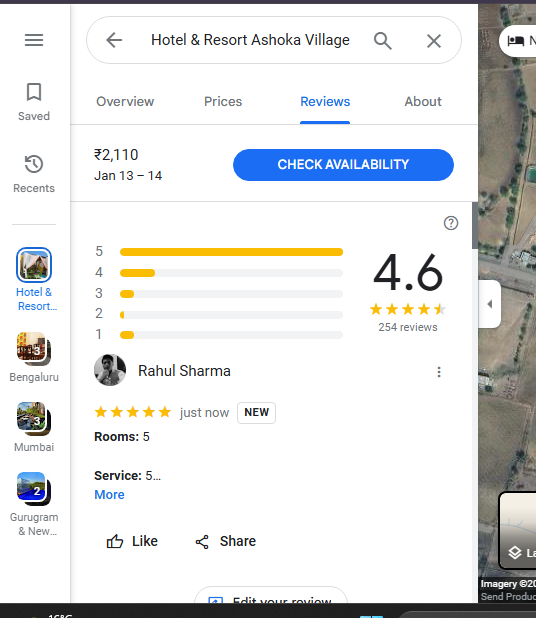 Hotel & Resort Ashoka Village
Saved
Recents
Hotel &
Resort...
3
Bengaluru
3
Mumbai
2
Gurugram
& New...
Overview
Prices
Reviews
About
₹2,110
Jan 13 – 14
CHECK AVAILABILITY
5
4
3
2
1
4.6
254 reviews
Rahul Sharma
just now
NEW
Rooms: 5
Service: 5...
More
Like
Share
Edit your review
N
La
Imagery ©20
Send Produc
16°C